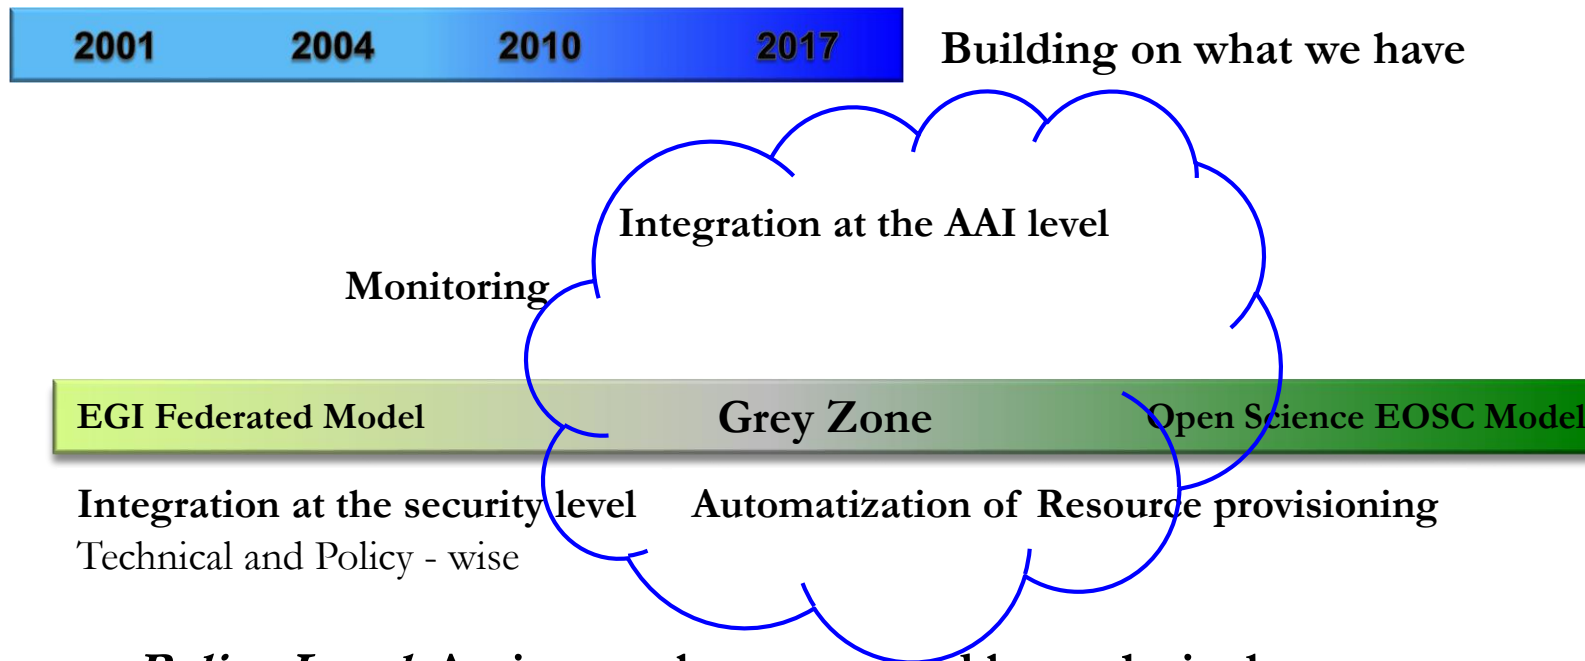 2001 2004 2010 2017 Building on what we have
Integration at the AAI level
Monitoring
EGI Federated Model Grey Zone Open Science EOSC Model
Integration at the security level Automatization of Resource provisioning
Technical and Policy - wise